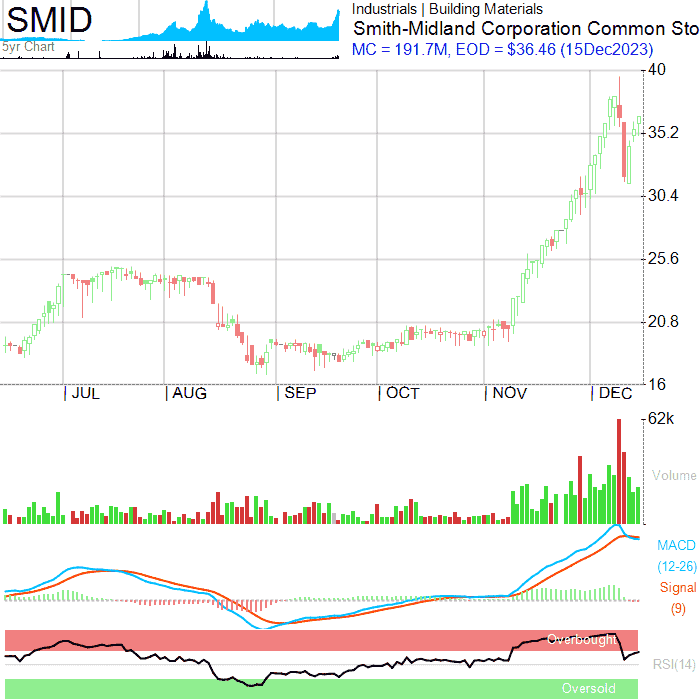 SMID
5yr Chart
Industrials | Building Materials
Smith-Midland Corporation Common Sto
MC = 191.7M, EOD = $36.46 (15Dec2023)
40
35.2
30.4
25.6
20.8
16
JUL AUG SEP OCT NOV DEC
62k
Volume
MACD
(12-26)
Signal
(9)
Overbought
RSI(14)
Oversold